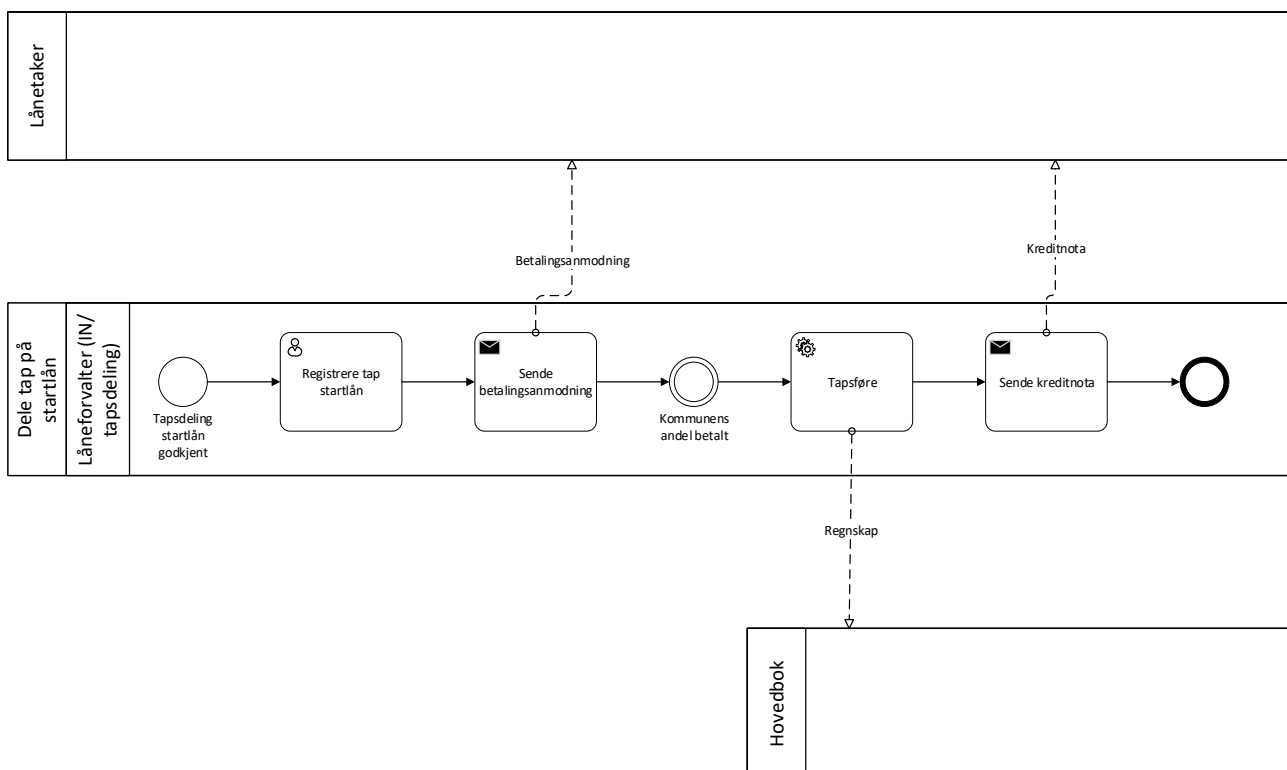 Lånetaker
Betalingsanmodning
Kreditnota
Dele tap på
startlån
Låneforvalter (IN/
tapsdeling)
Tapsdeling
startlån
godkjent
Registrere tap
startlån
Sende
betalingsanmodning
Kommunens
andel betalt
Tapsføre
Sende kreditnota
Regnskap
Hovedbok